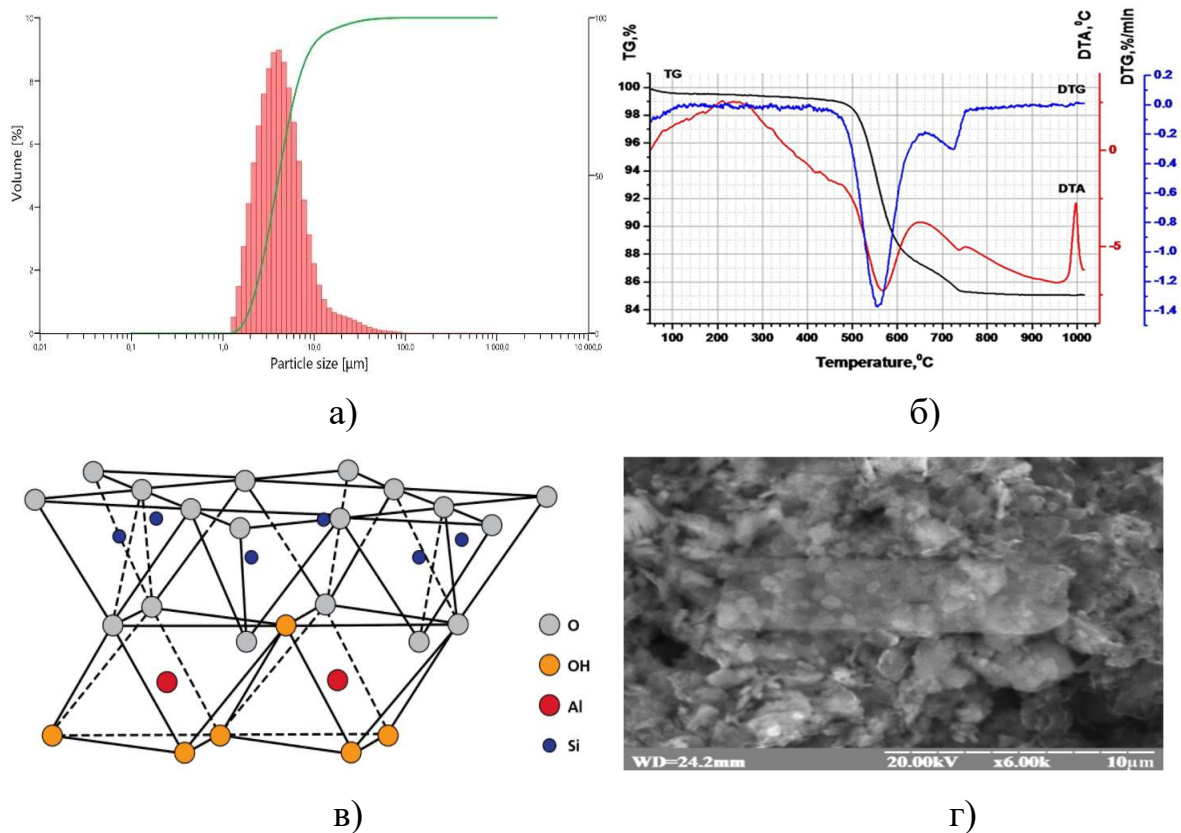 10
100
8
6
50
4
2
0
0
0,01
0,1
1,0
10,0
100,0
1 000,0
10 000,0
Volume [%]
Particle size [µm]
а)
TG,%
DTA,⁰C
DTG,%/min
TG
DTG
DTA
100
98
96
94
92
90
88
86
84
0
-5
0.2
0.0
-0.2
-0.4
-0.6
-0.8
-1.0
-1.2
-1.4
100 200 300 400 500 600 700 800 900 1000
Temperature,⁰C
б)
O
OH
Al
Si
в)
WD=24.2mm 20.00kV x6.00k 10µm
г)